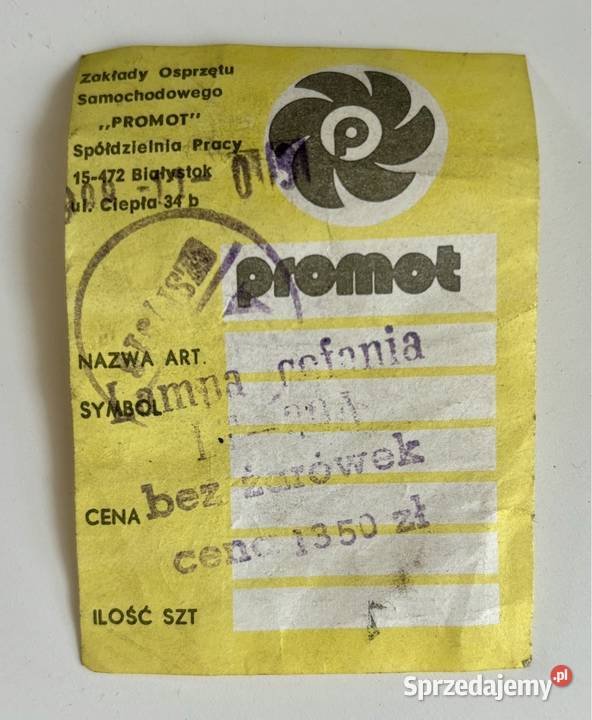 Zakłady Osprzętu
Samochodowego
„PROMOT"
Spółdzielnia Pracy
15-472 Białystok
ul. Ciepła 34 b
P
promot
NAZWA ART.
Lampa cofania
SYMBOL
bez żarówek
CENA
cena 1350 zł
ILOŚĆ SZT
Sprzedajemy.pl